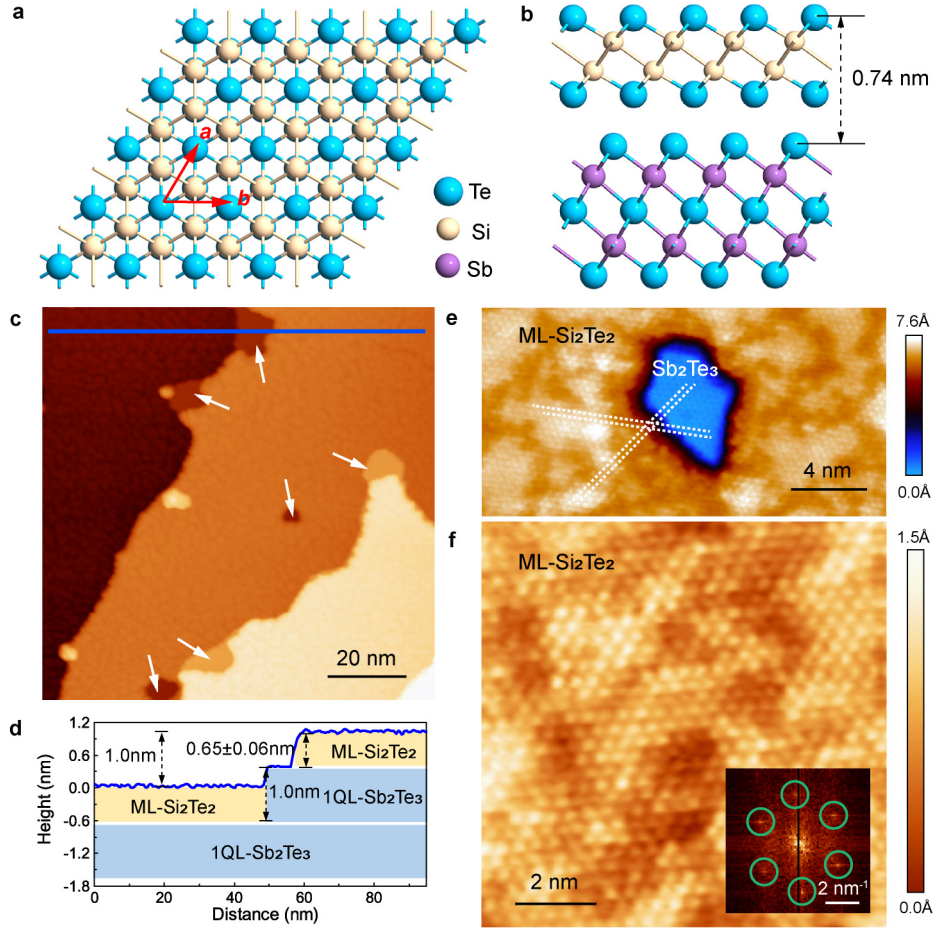 a
b
a
b
Te
Si
Sb
0.74 nm
c
20 nm
d
Height (nm)
1.2
0.6
0.0
-0.6
-1.2
-1.8
1.0nm
0.65±0.06nm
ML-Si₂Te₂
1.0nm
1QL-Sb₂Te₃
ML-Si₂Te₂
1QL-Sb₂Te₃
0 20 40 60 80
Distance (nm)
e
ML-Si₂Te₂
Sb₂Te₃
4 nm
7.6Å
0.0Å
f
ML-Si₂Te₂
2 nm
2 nm⁻¹
1.5Å
0.0Å